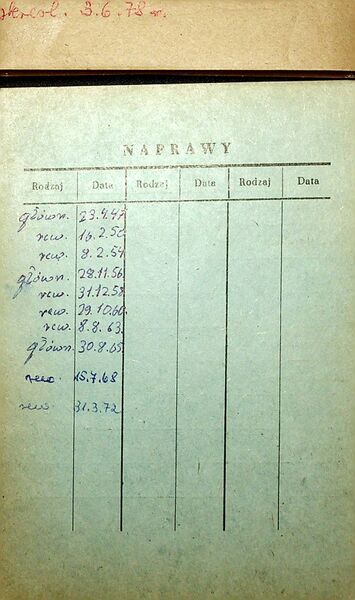 skreśl. 3.6.78 r.
NAPRAWY
Rodzaj Data Rodzaj Data Rodzaj Data
główn. 23.4.47
rew. 16.2.50
rew. 8.2.54
główn. 28.11.56
rew. 31.12.58
rew. 29.10.60
rew. 8.8.63
główn. 30.8.65
rew. 15.7.68
rew. 31.3.72